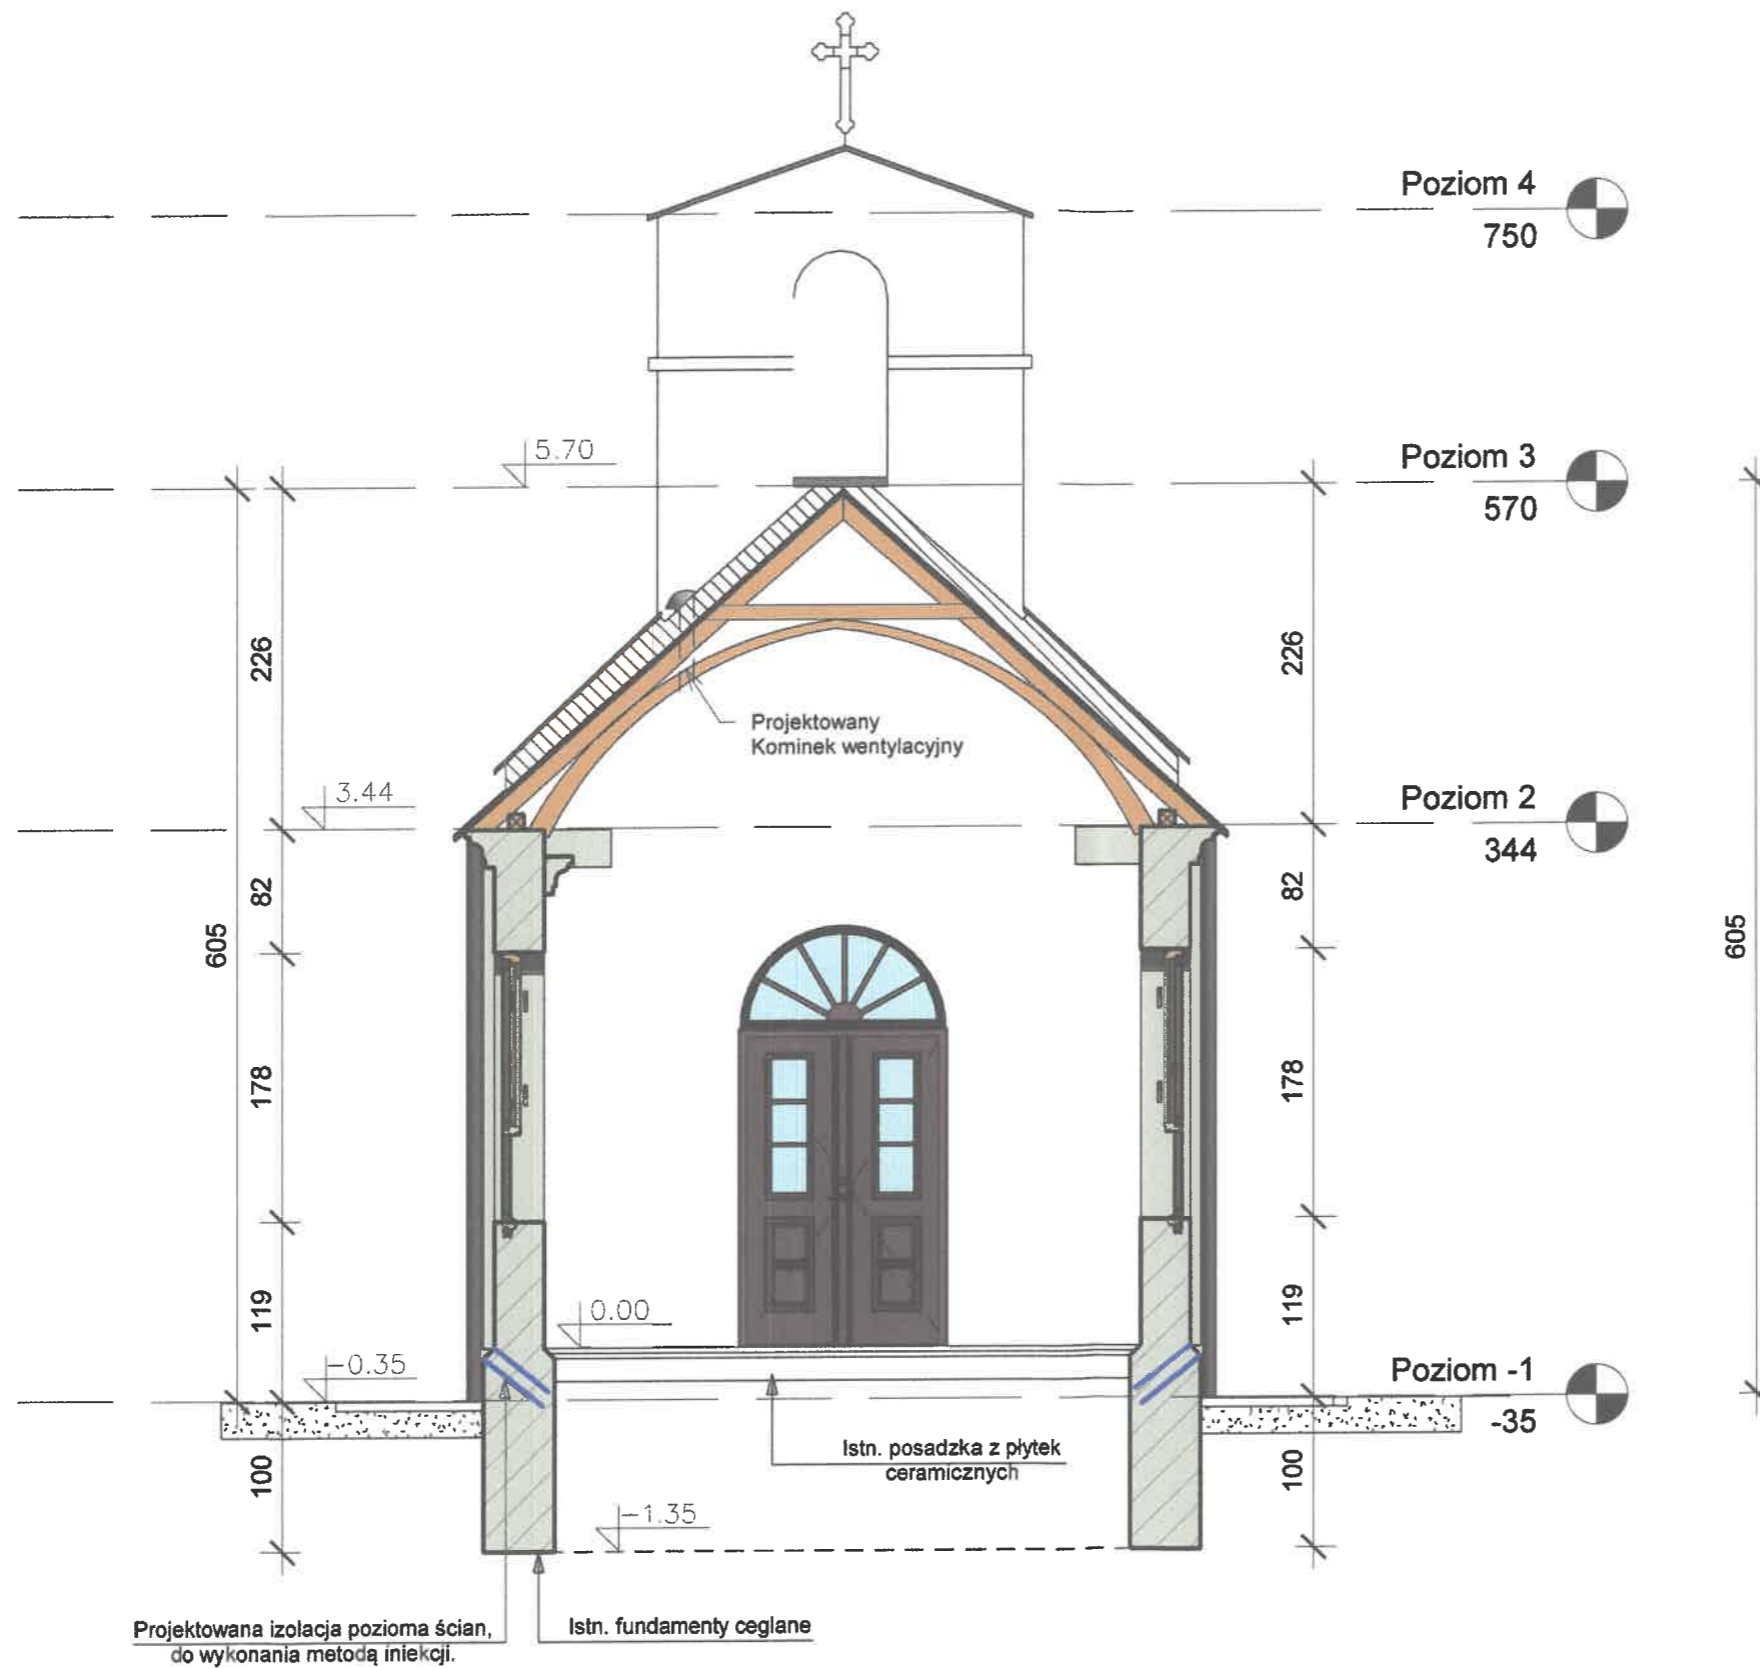 Poziom 4
750
5.70
Poziom 3
570
226
226
Projektowany
Kominek wentylacyjny
3.44
Poziom 2
344
82
82
605
605
178
178
119
119
0.00
-0.35
Poziom -1
-35
100
100
Istn. posadzka z płytek
ceramicznych
-1.35
Projektowana izolacja pozioma ścian,
do wykonania metodą iniekcji.
Istn. fundamenty ceglane